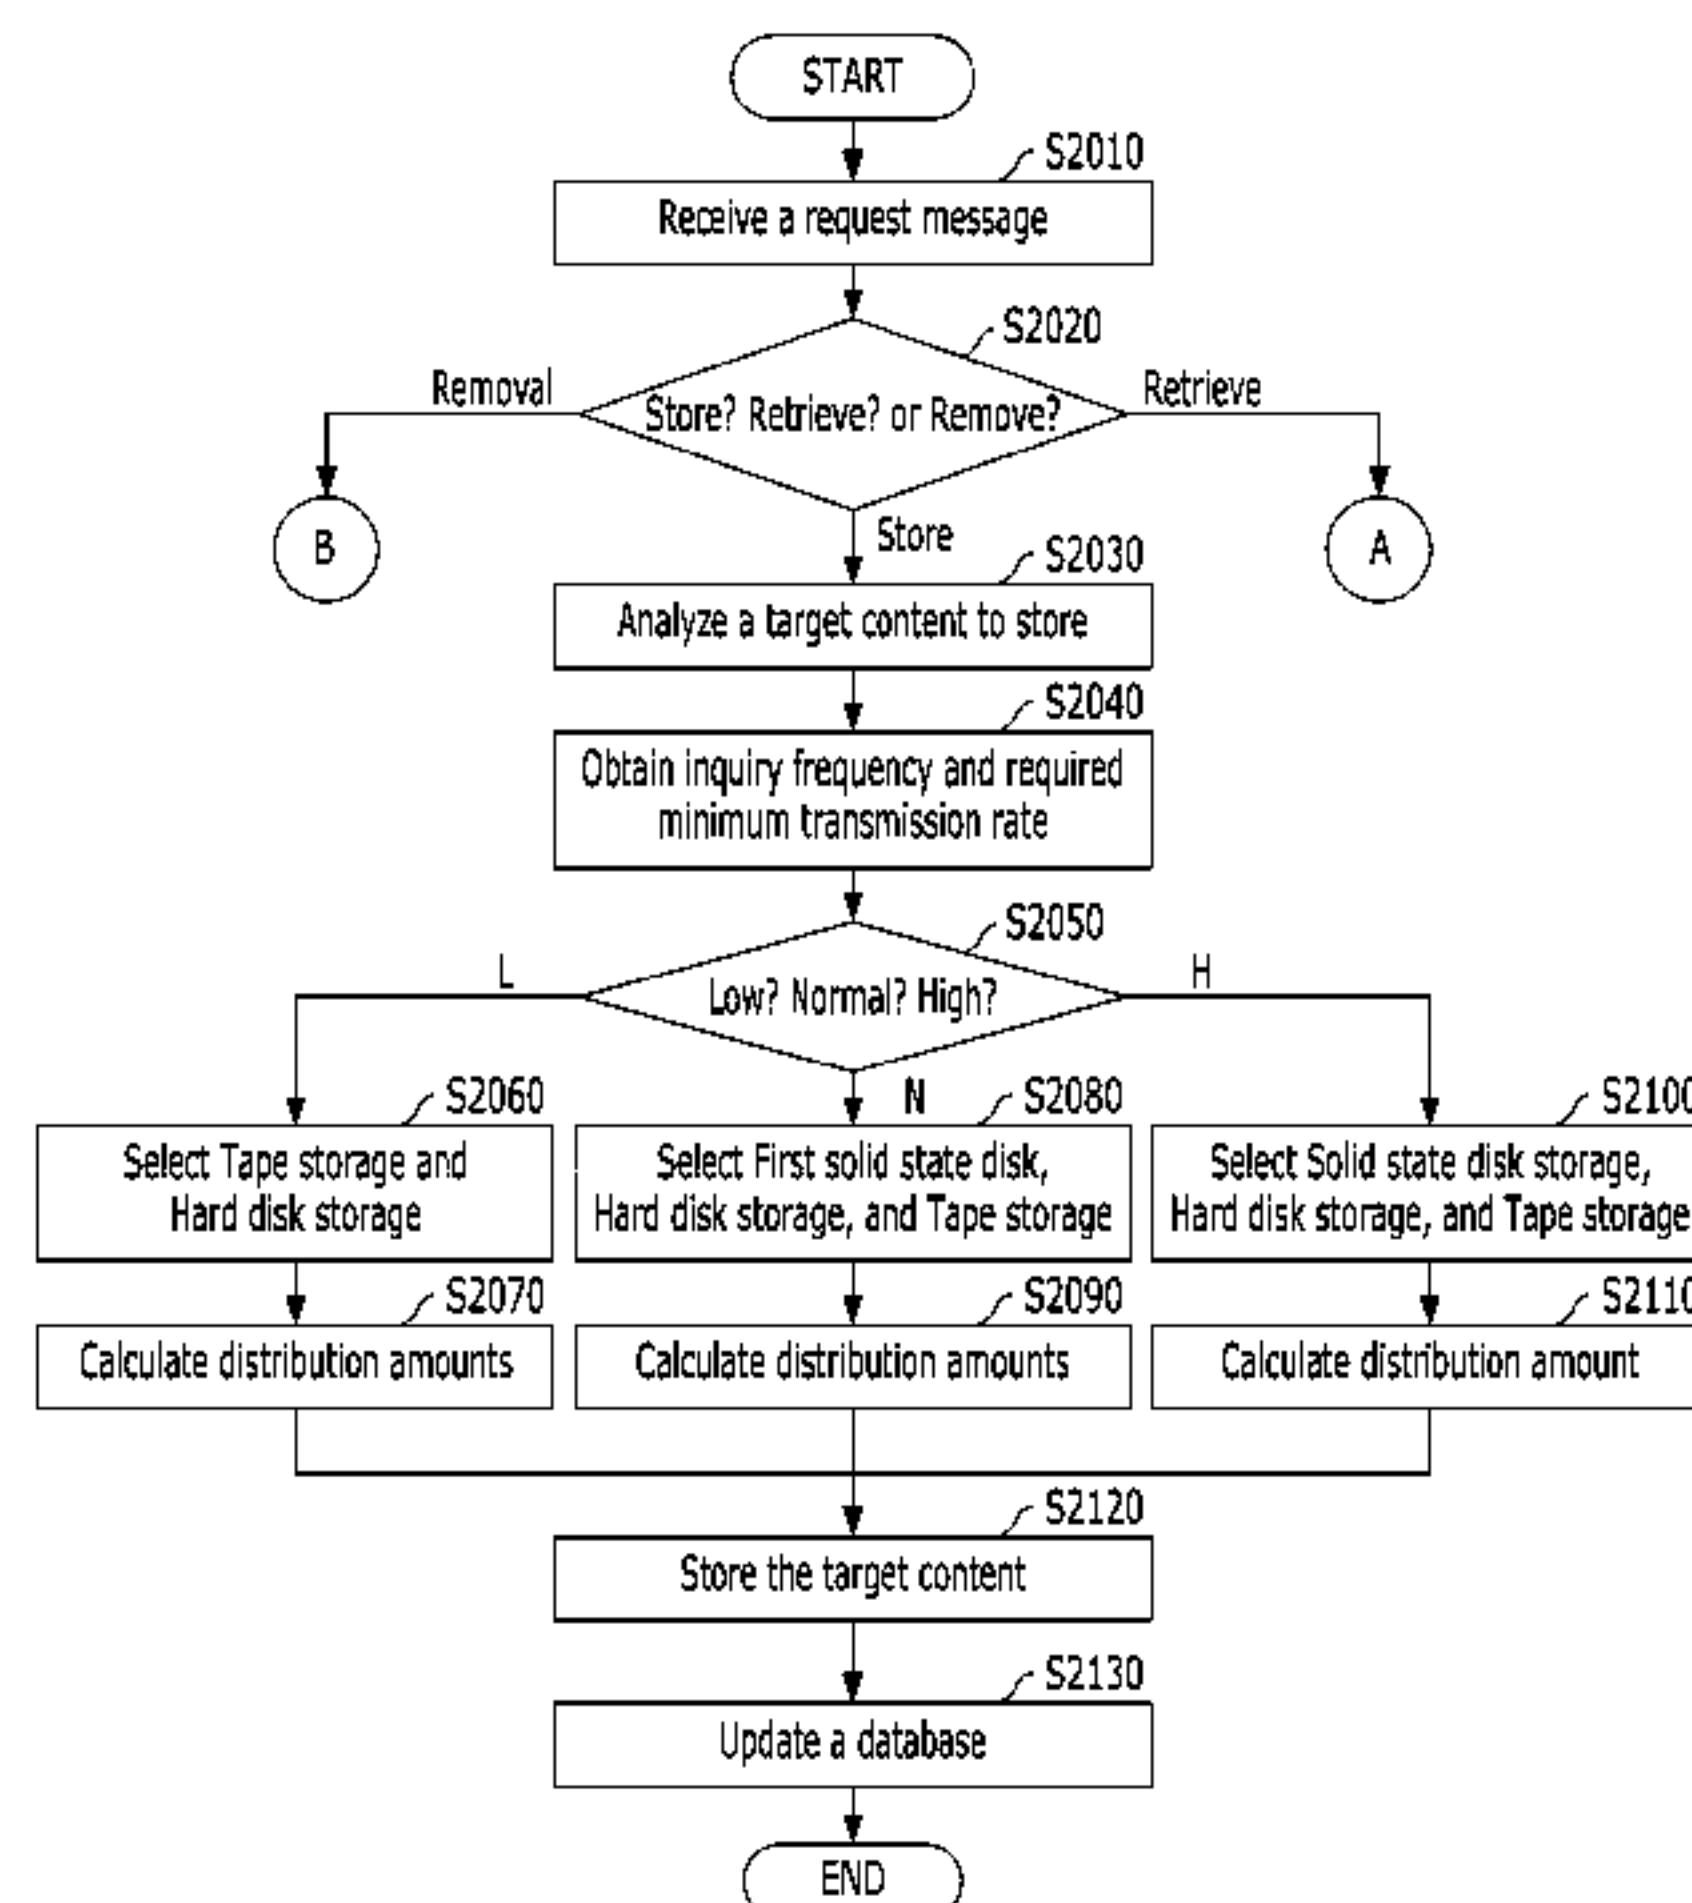 START
S2010
Receive a request message
S2020
Removal
Store? Retrieve? or Remove?
Retrieve
B
Store
A
S2030
Analyze a target content to store
S2040
Obtain inquiry frequency and required
minimum transmission rate
S2050
L
Low? Normal? High?
H
S2060
N
S2080
S2100
Select Tape storage and
Hard disk storage
Select First solid state disk,
Hard disk storage, and Tape storage
Select Solid state disk storage,
Hard disk storage, and Tape storage
S2070
S2090
S2110
Calculate distribution amounts
Calculate distribution amounts
Calculate distribution amount
S2120
Store the target content
S2130
Update a database
END